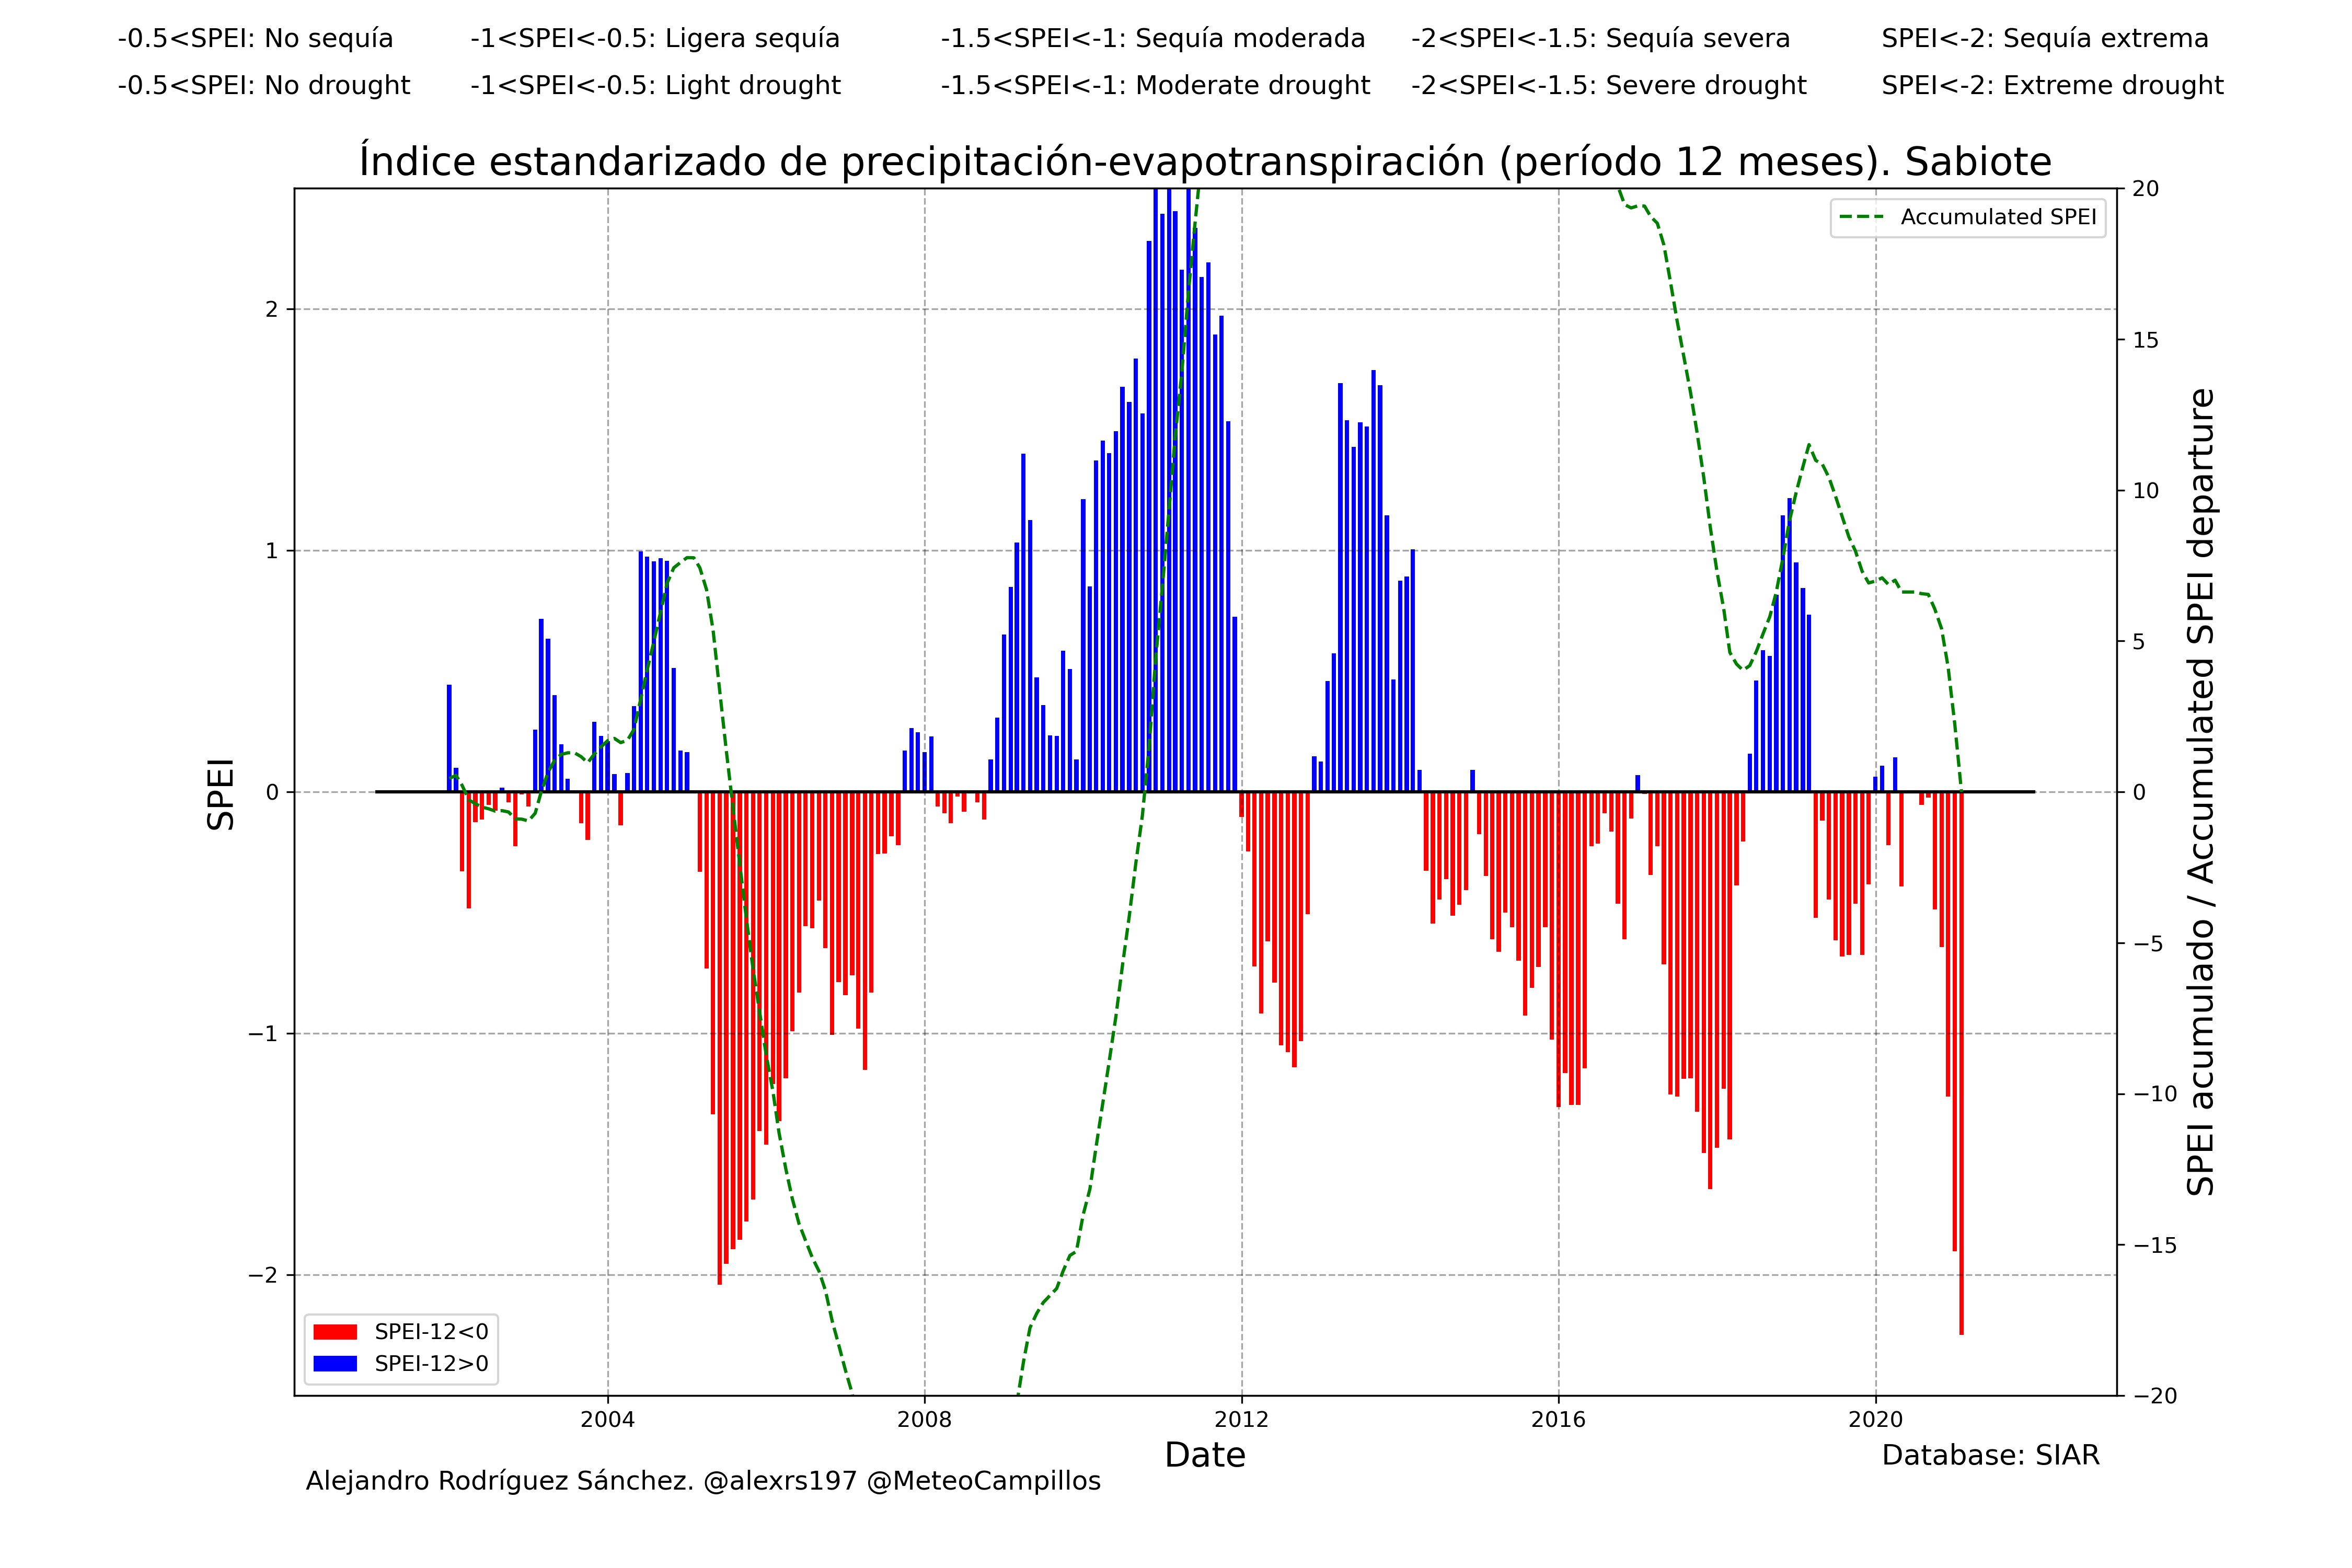 -0.5<SPEI: No sequía -1<SPEI<-0.5: Ligera sequía -1.5<SPEI<-1: Sequía moderada -2<SPEI<-1.5: Sequía severa SPEI<-2: Sequía extrema
-0.5<SPEI: No drought -1<SPEI<-0.5: Light drought -1.5<SPEI<-1: Moderate drought -2<SPEI<-1.5: Severe drought SPEI<-2: Extreme drought
Índice estandarizado de precipitación-evapotranspiración (período 12 meses). Sabiote
Accumulated SPEI
SPEI
2
1
0
−1
−2
20
15
10
5
0
−5
−10
−15
−20
SPEI acumulado / Accumulated SPEI departure
SPEI-12<0
SPEI-12>0
2004 2008 2012 2016 2020
Date
Database: SIAR
Alejandro Rodríguez Sánchez. @alexrs197 @MeteoCampillos